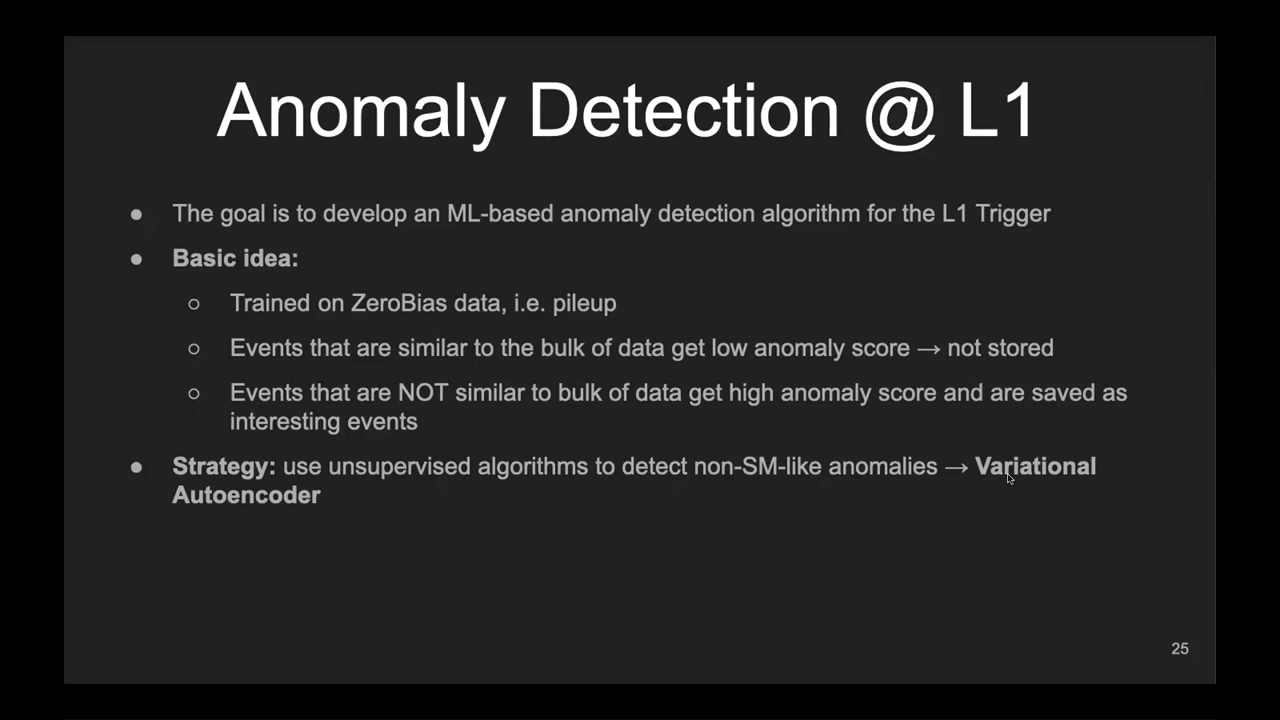 Anomaly Detection @ L1
● The goal is to develop an ML-based anomaly detection algorithm for the L1 Trigger
● Basic idea:
○ Trained on ZeroBias data, i.e. pileup
○ Events that are similar to the bulk of data get low anomaly score → not stored
○ Events that are NOT similar to bulk of data get high anomaly score and are saved as
interesting events
● Strategy: use unsupervised algorithms to detect non-SM-like anomalies → Variational
Autoencoder
25